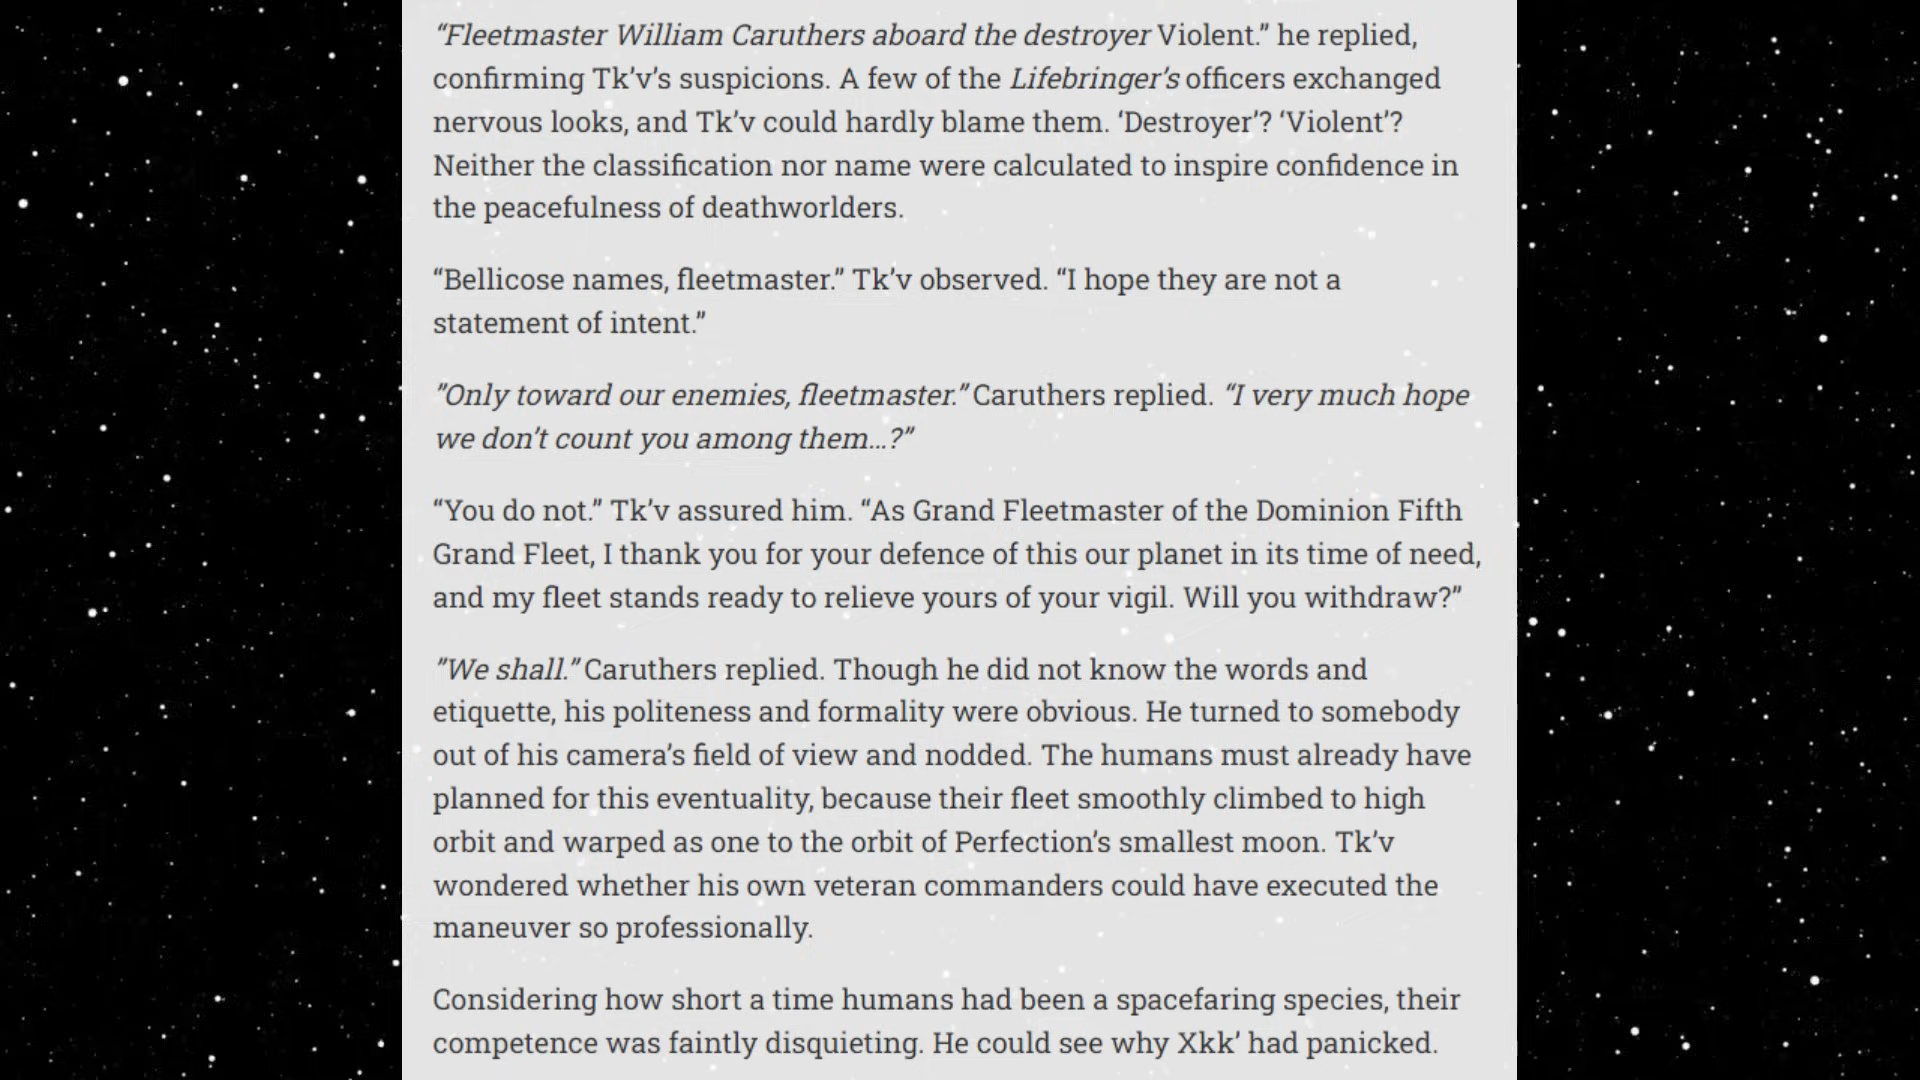 “Fleetmaster William Caruthers aboard the destroyer Violent.” he replied,
confirming Tk’v’s suspicions. A few of the Lifebringer’s officers exchanged
nervous looks, and Tk’v could hardly blame them. ‘Destroyer’? ‘Violent’?
Neither the classification nor name were calculated to inspire confidence in
the peacefulness of deathworlders.
“Bellicose names, fleetmaster.” Tk’v observed. “I hope they are not a
statement of intent.”
”Only toward our enemies, fleetmaster.” Caruthers replied. “I very much hope
we don’t count you among them...?”
“You do not.” Tk’v assured him. “As Grand Fleetmaster of the Dominion Fifth
Grand Fleet, I thank you for your defence of this our planet in its time of need,
and my fleet stands ready to relieve yours of your vigil. Will you withdraw?”
”We shall.” Caruthers replied. Though he did not know the words and
etiquette, his politeness and formality were obvious. He turned to somebody
out of his camera’s field of view and nodded. The humans must already have
planned for this eventuality, because their fleet smoothly climbed to high
orbit and warped as one to the orbit of Perfection’s smallest moon. Tk’v
wondered whether his own veteran commanders could have executed the
maneuver so professionally.
Considering how short a time humans had been a spacefaring species, their
competence was faintly disquieting. He could see why Xkk’ had panicked.